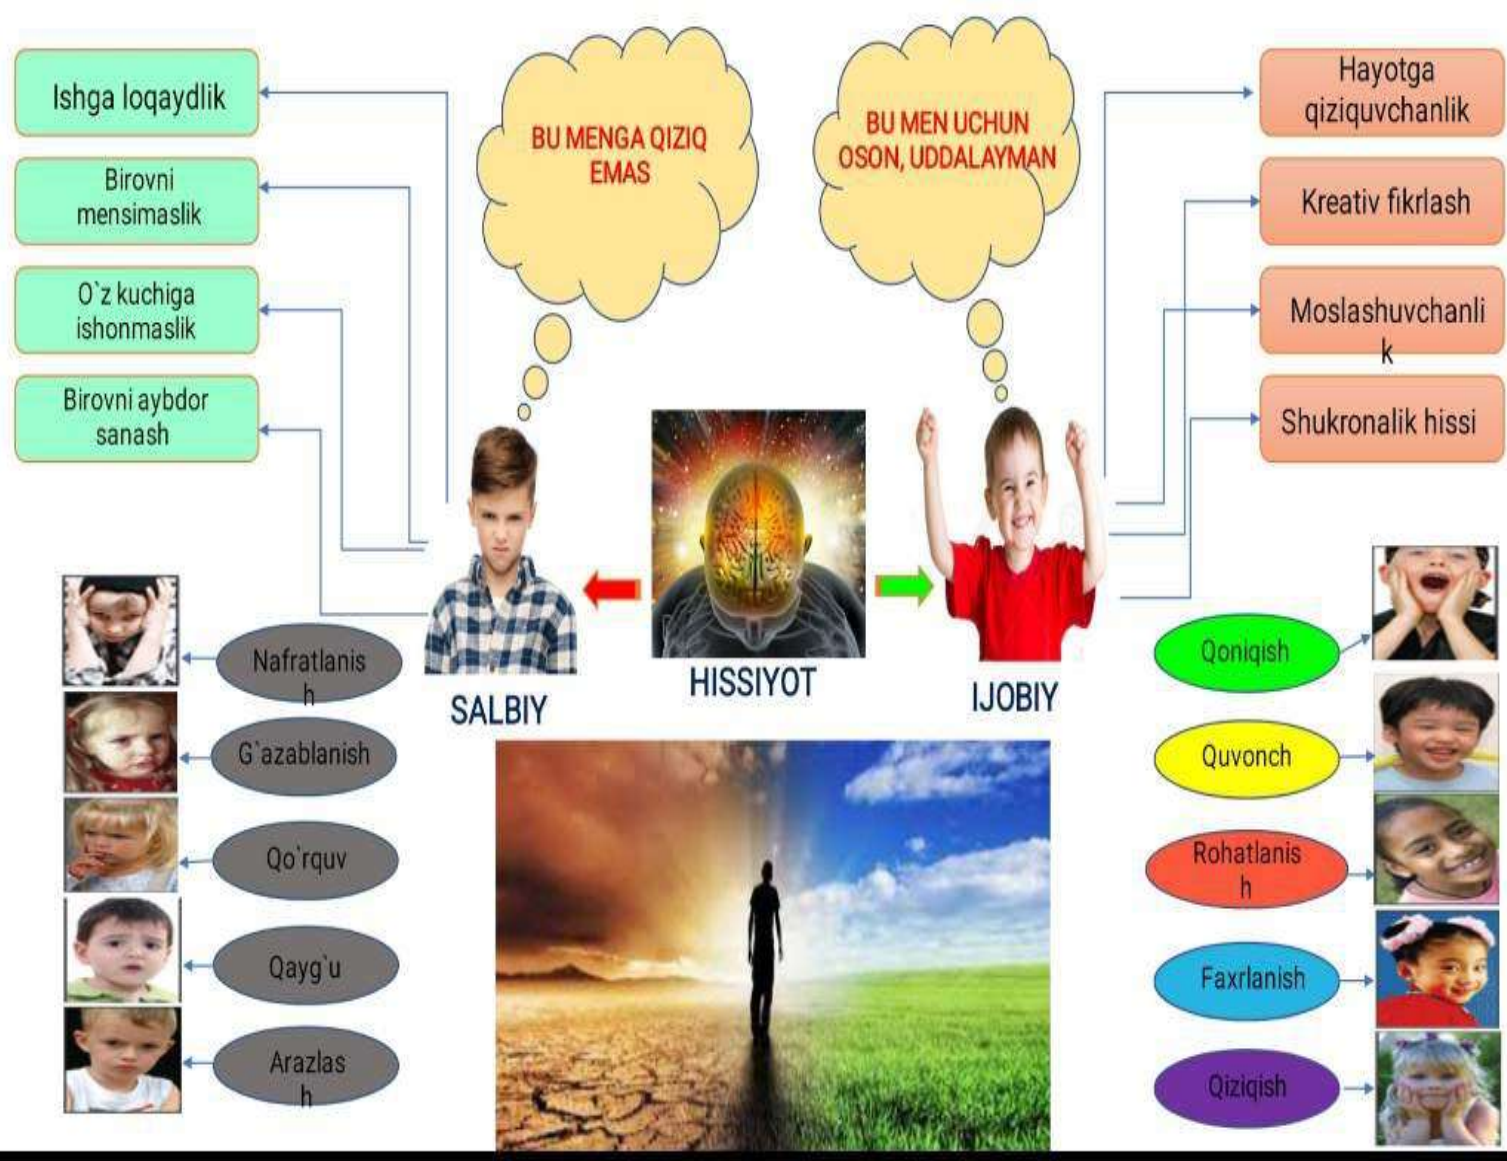 Ishga loqaydlik
Birovni
mensimaslik
O`z kuchiga
ishonmaslik
Birovni aybdor
sanash
BU MENGA QIZIQ
EMAS
BU MEN UCHUN
OSON, UDDALAYMAN
Hayotga
qiziquvchanlik
Kreativ fikrlash
Moslashuvchanli
k
Shukronalik hissi
SALBIY
HISSIYOT
IJOBIY
Nafratlanis
h
G`azablanish
Qo`rquv
Qayg`u
Arazlas
h
Qoniqish
Quvonch
Rohatlanis
h
Faxrlanish
Qiziqish